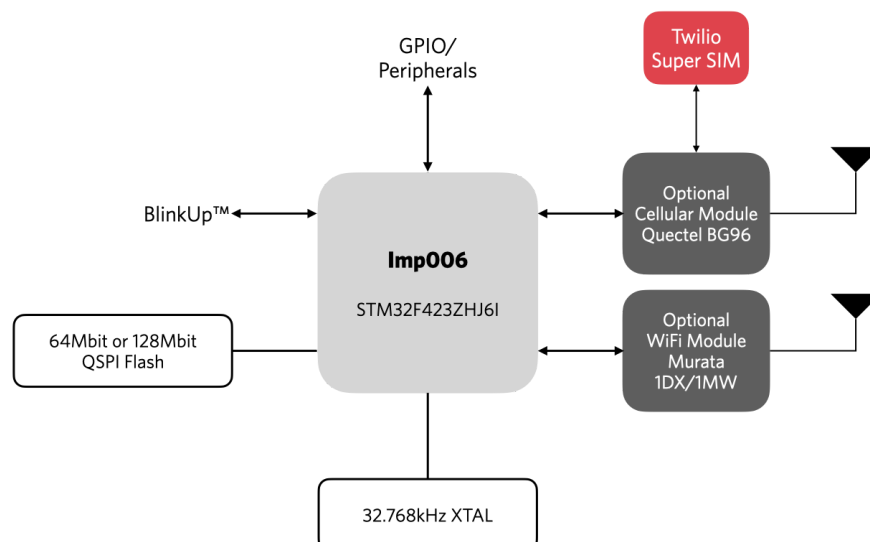 GPIO/
Peripherals
Twilio
Super SIM
BlinkUp™
Imp006
STM32F423ZHJ6I
Optional
Cellular Module
Quectel BG96
64Mbit or 128Mbit
QSPI Flash
Optional
WiFi Module
Murata
1DX/1MW
32.768kHz XTAL